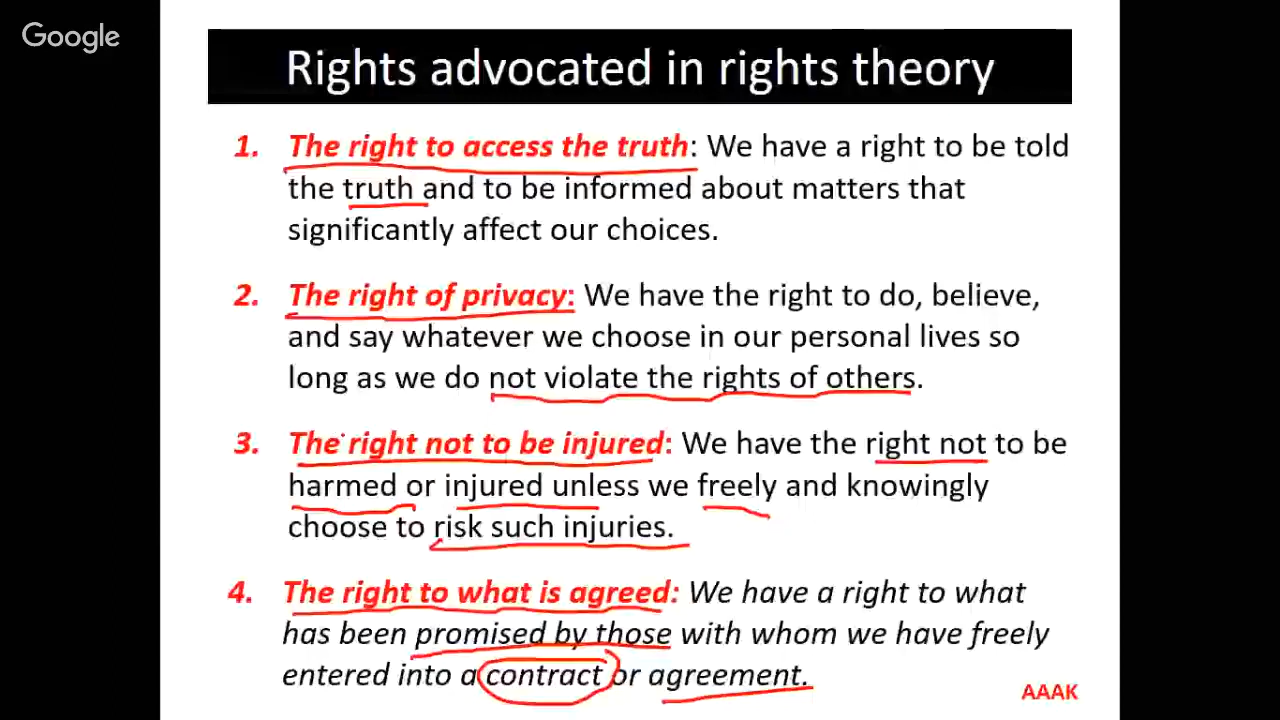 Google
Rights advocated in rights theory
1. The right to access the truth: We have a right to be told
the truth and to be informed about matters that
significantly affect our choices.
2. The right of privacy: We have the right to do, believe,
and say whatever we choose in our personal lives so
long as we do not violate the rights of others.
3. The right not to be injured: We have the right not to be
harmed or injured unless we freely and knowingly
choose to risk such injuries.
4. The right to what is agreed: We have a right to what
has been promised by those with whom we have freely
entered into a contract or agreement.
AAAK